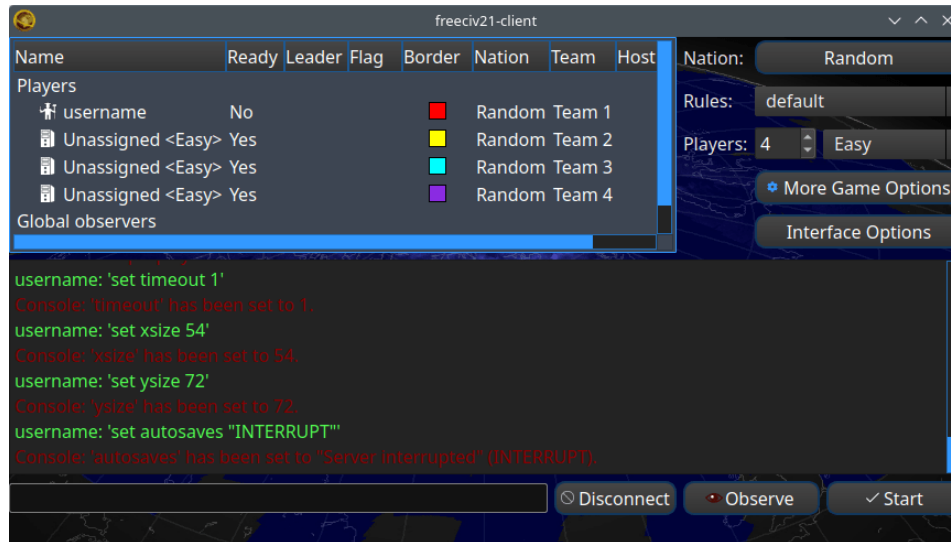 freeciv21-client
Name Ready Leader Flag Border Nation Team Host
Players
username No Random Team 1
Unassigned <Easy> Yes Random Team 2
Unassigned <Easy> Yes Random Team 3
Unassigned <Easy> Yes Random Team 4
Global observers
Nation: Random
Rules: default
Players: 4 Easy
More Game Options
Interface Options
username: 'set timeout 1'
Console: 'timeout' has been set to 1.
username: 'set xsize 54'
Console: 'xsize' has been set to 54.
username: 'set ysize 72'
Console: 'ysize' has been set to 72.
username: 'set autosaves "INTERRUPT"'
Console: 'autosaves' has been set to "Server interrupted" (INTERRUPT).
Disconnect Observe Start